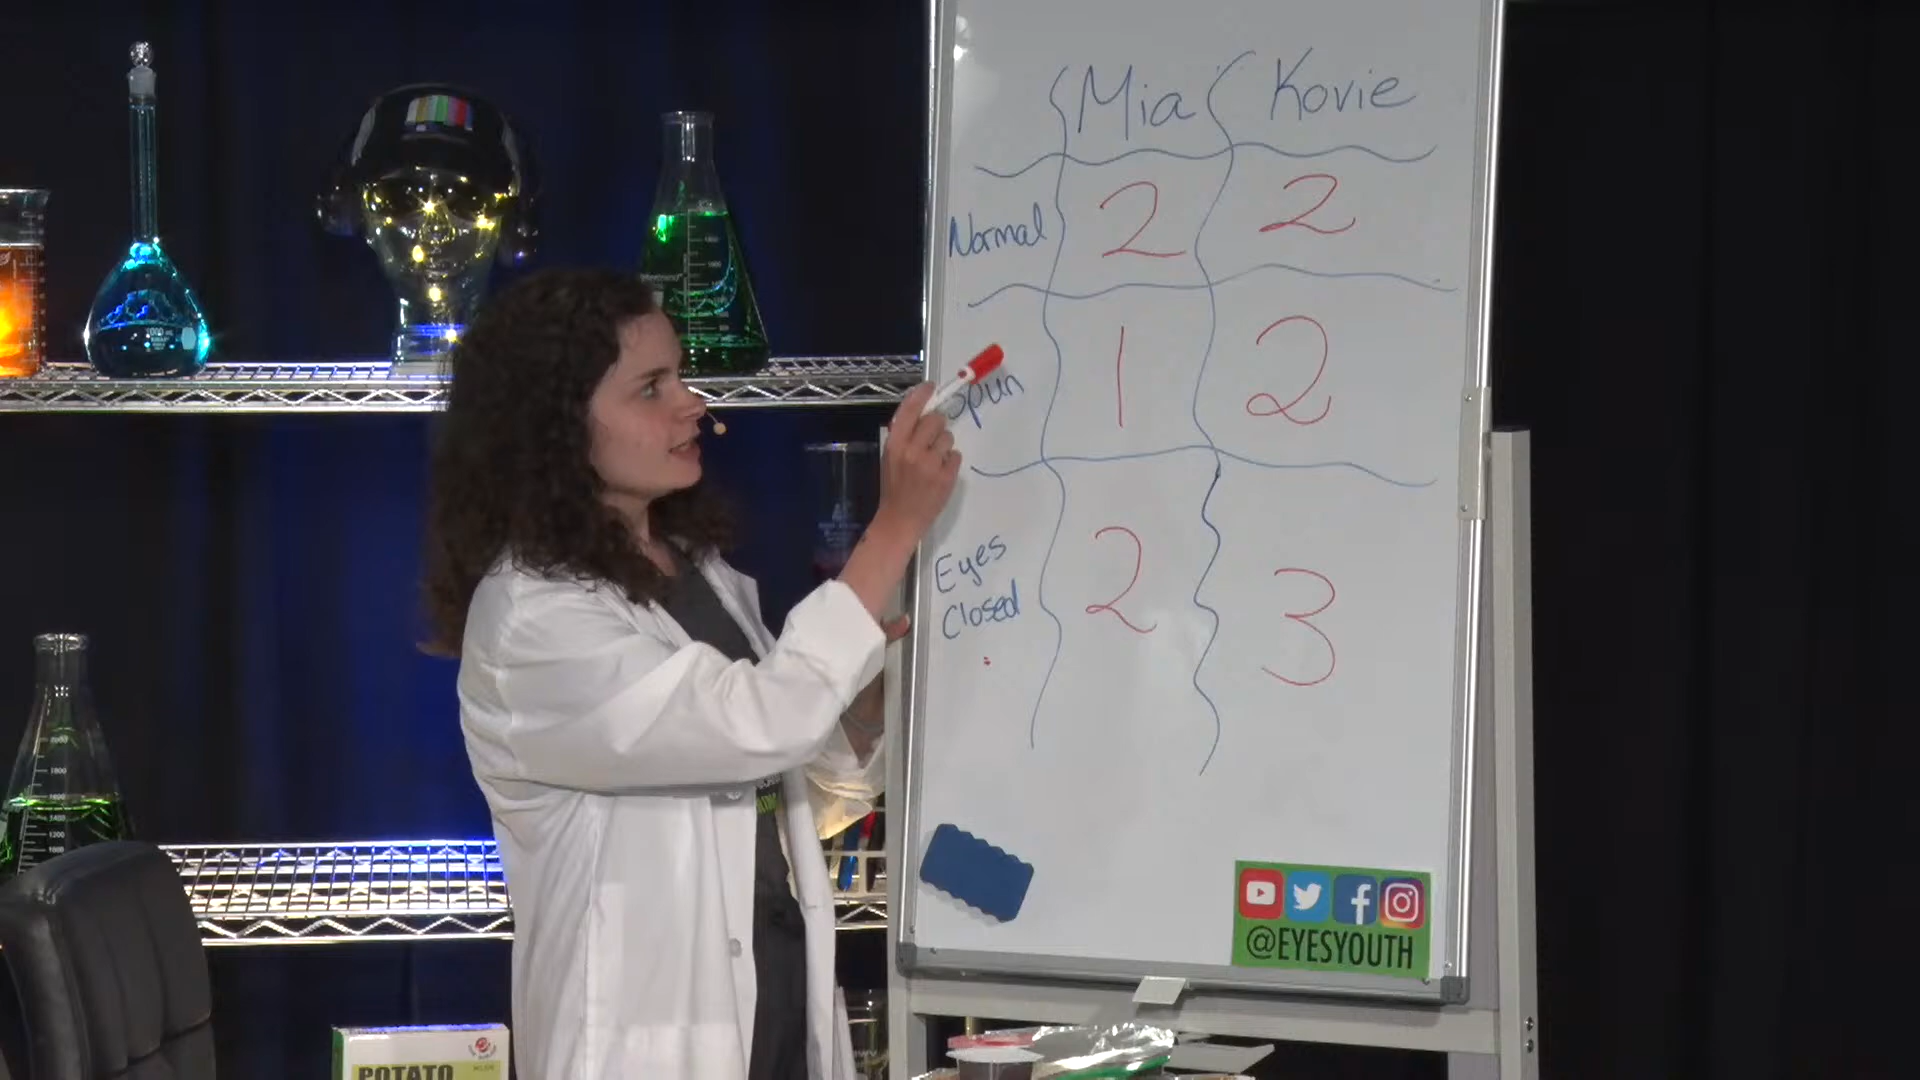 Mia Kovie
Normal 2 2
Spun 1 2
Eyes
Closed 2 3
@EYESYOUTH
POTATO